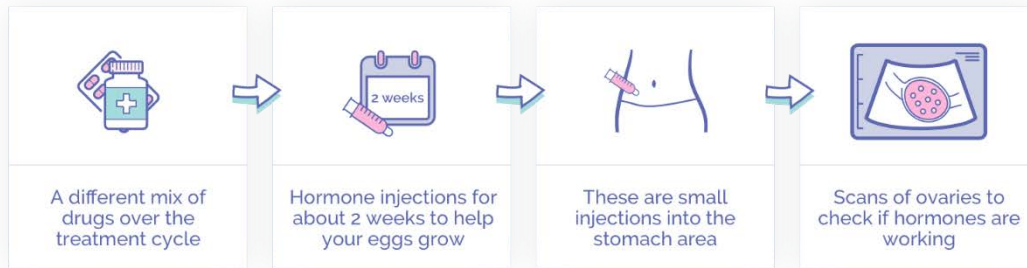 2 weeks
A different mix of
drugs over the
treatment cycle
Hormone injections for
about 2 weeks to help
your eggs grow
These are small
injections into the
stomach area
Scans of ovaries to
check if hormones are
working